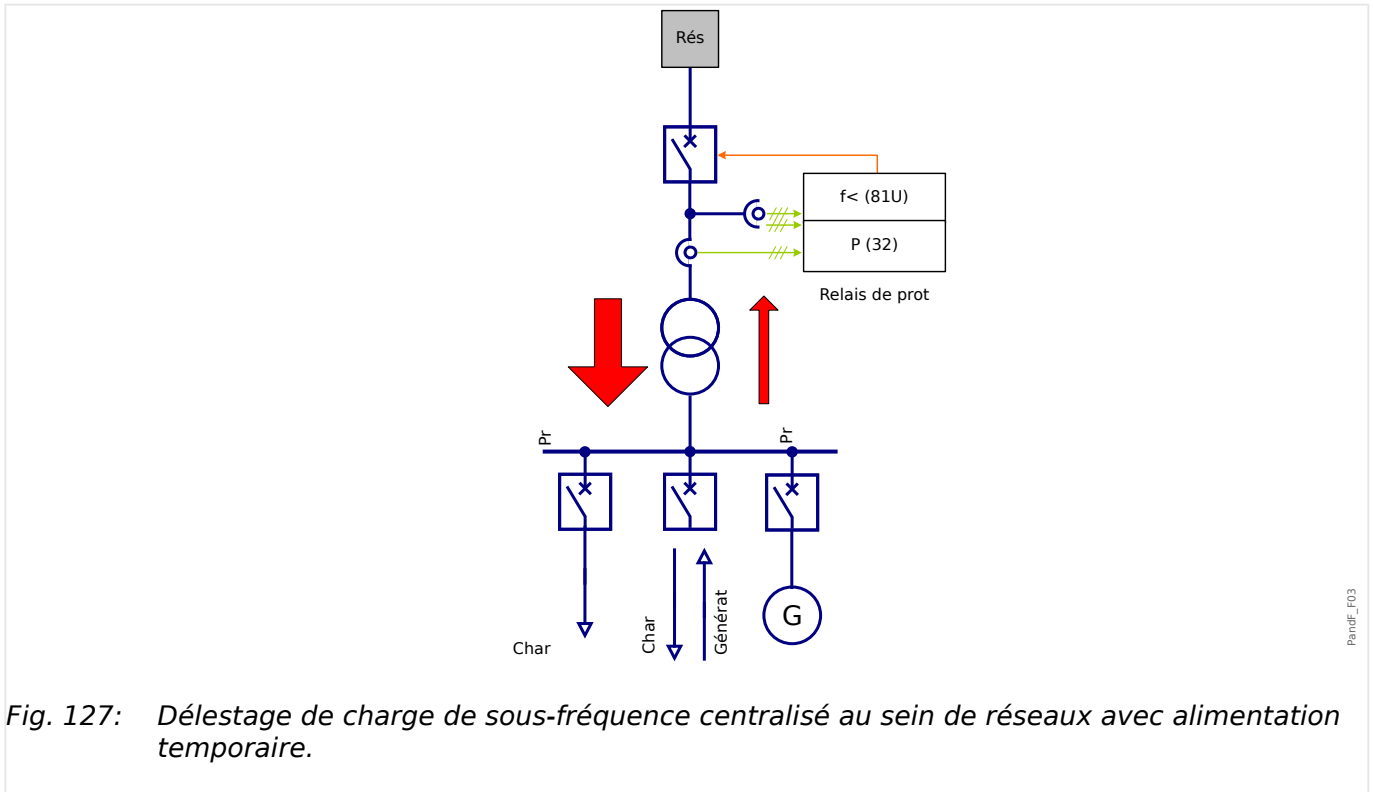 Rés
f< (81U)
P (32)
Relais de prot
Pr
Pr
Char
Char
Générat
G
PandF_F03
Fig. 127: Délestage de charge de sous-fréquence centralisé au sein de réseaux avec alimentation
temporaire.